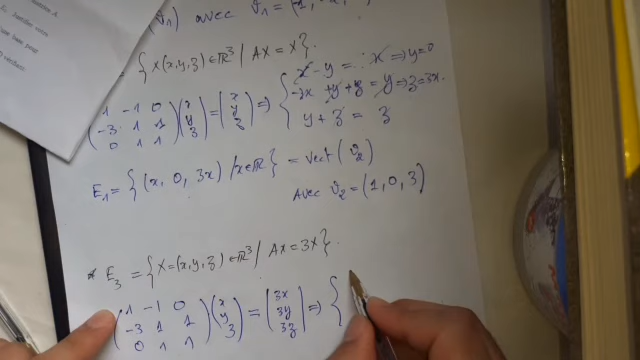 (v₁) avec v₁ = (1,
= { X(x,y,z) ∈ ℝ³ / AX = X }.
(1 -1 0 / -3 1 1 / 0 1 1) (x / y / z) = (x / y / z) ⇒ { x - y = x ⇒ y = 0
-3x + y + z = y ⇒ z = 3x.
y + z = z
E₁ = { (x, 0, 3x) / x ∈ ℝ } = Vect (v₂)
Avec v₂ = (1, 0, 3)
* E₃ = { X = (x, y, z) ∈ ℝ³ / AX = 3X }.
(1 -1 0 / -3 1 1 / 0 1 1) (x / y / z) = (3x / 3y / 3z) ⇒ {